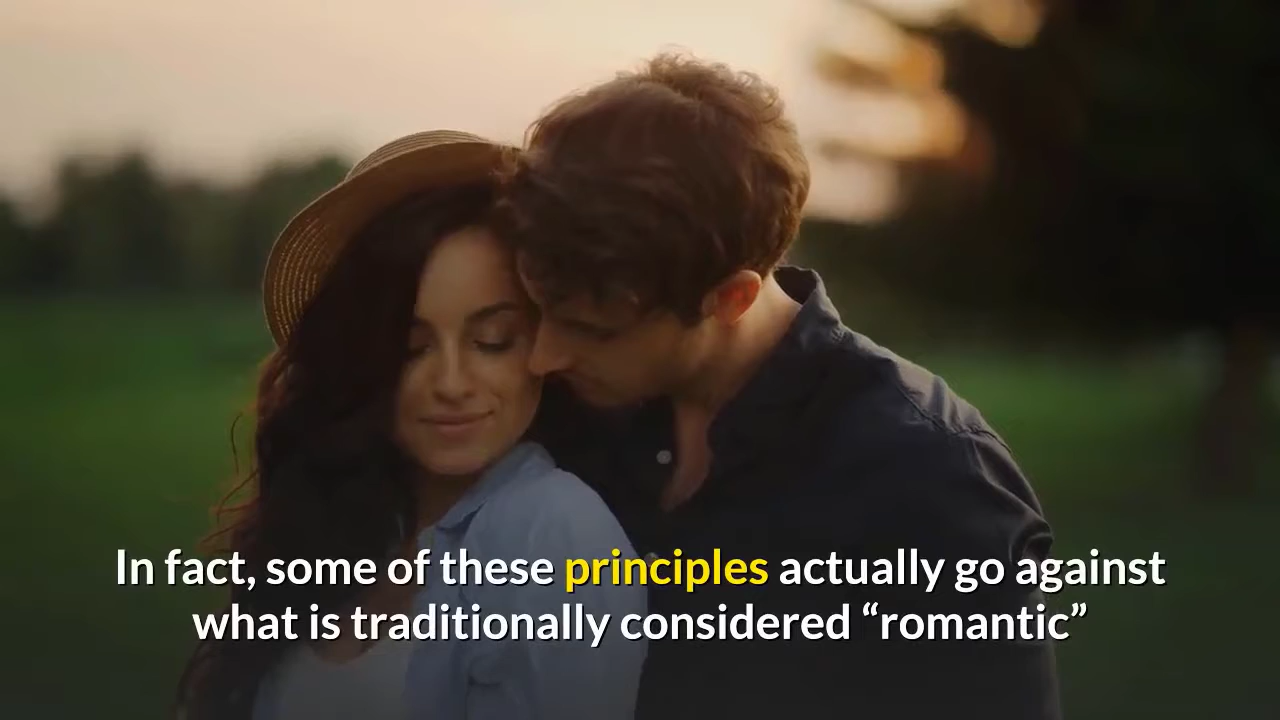 In fact, some of these principles actually go against
what is traditionally considered “romantic”